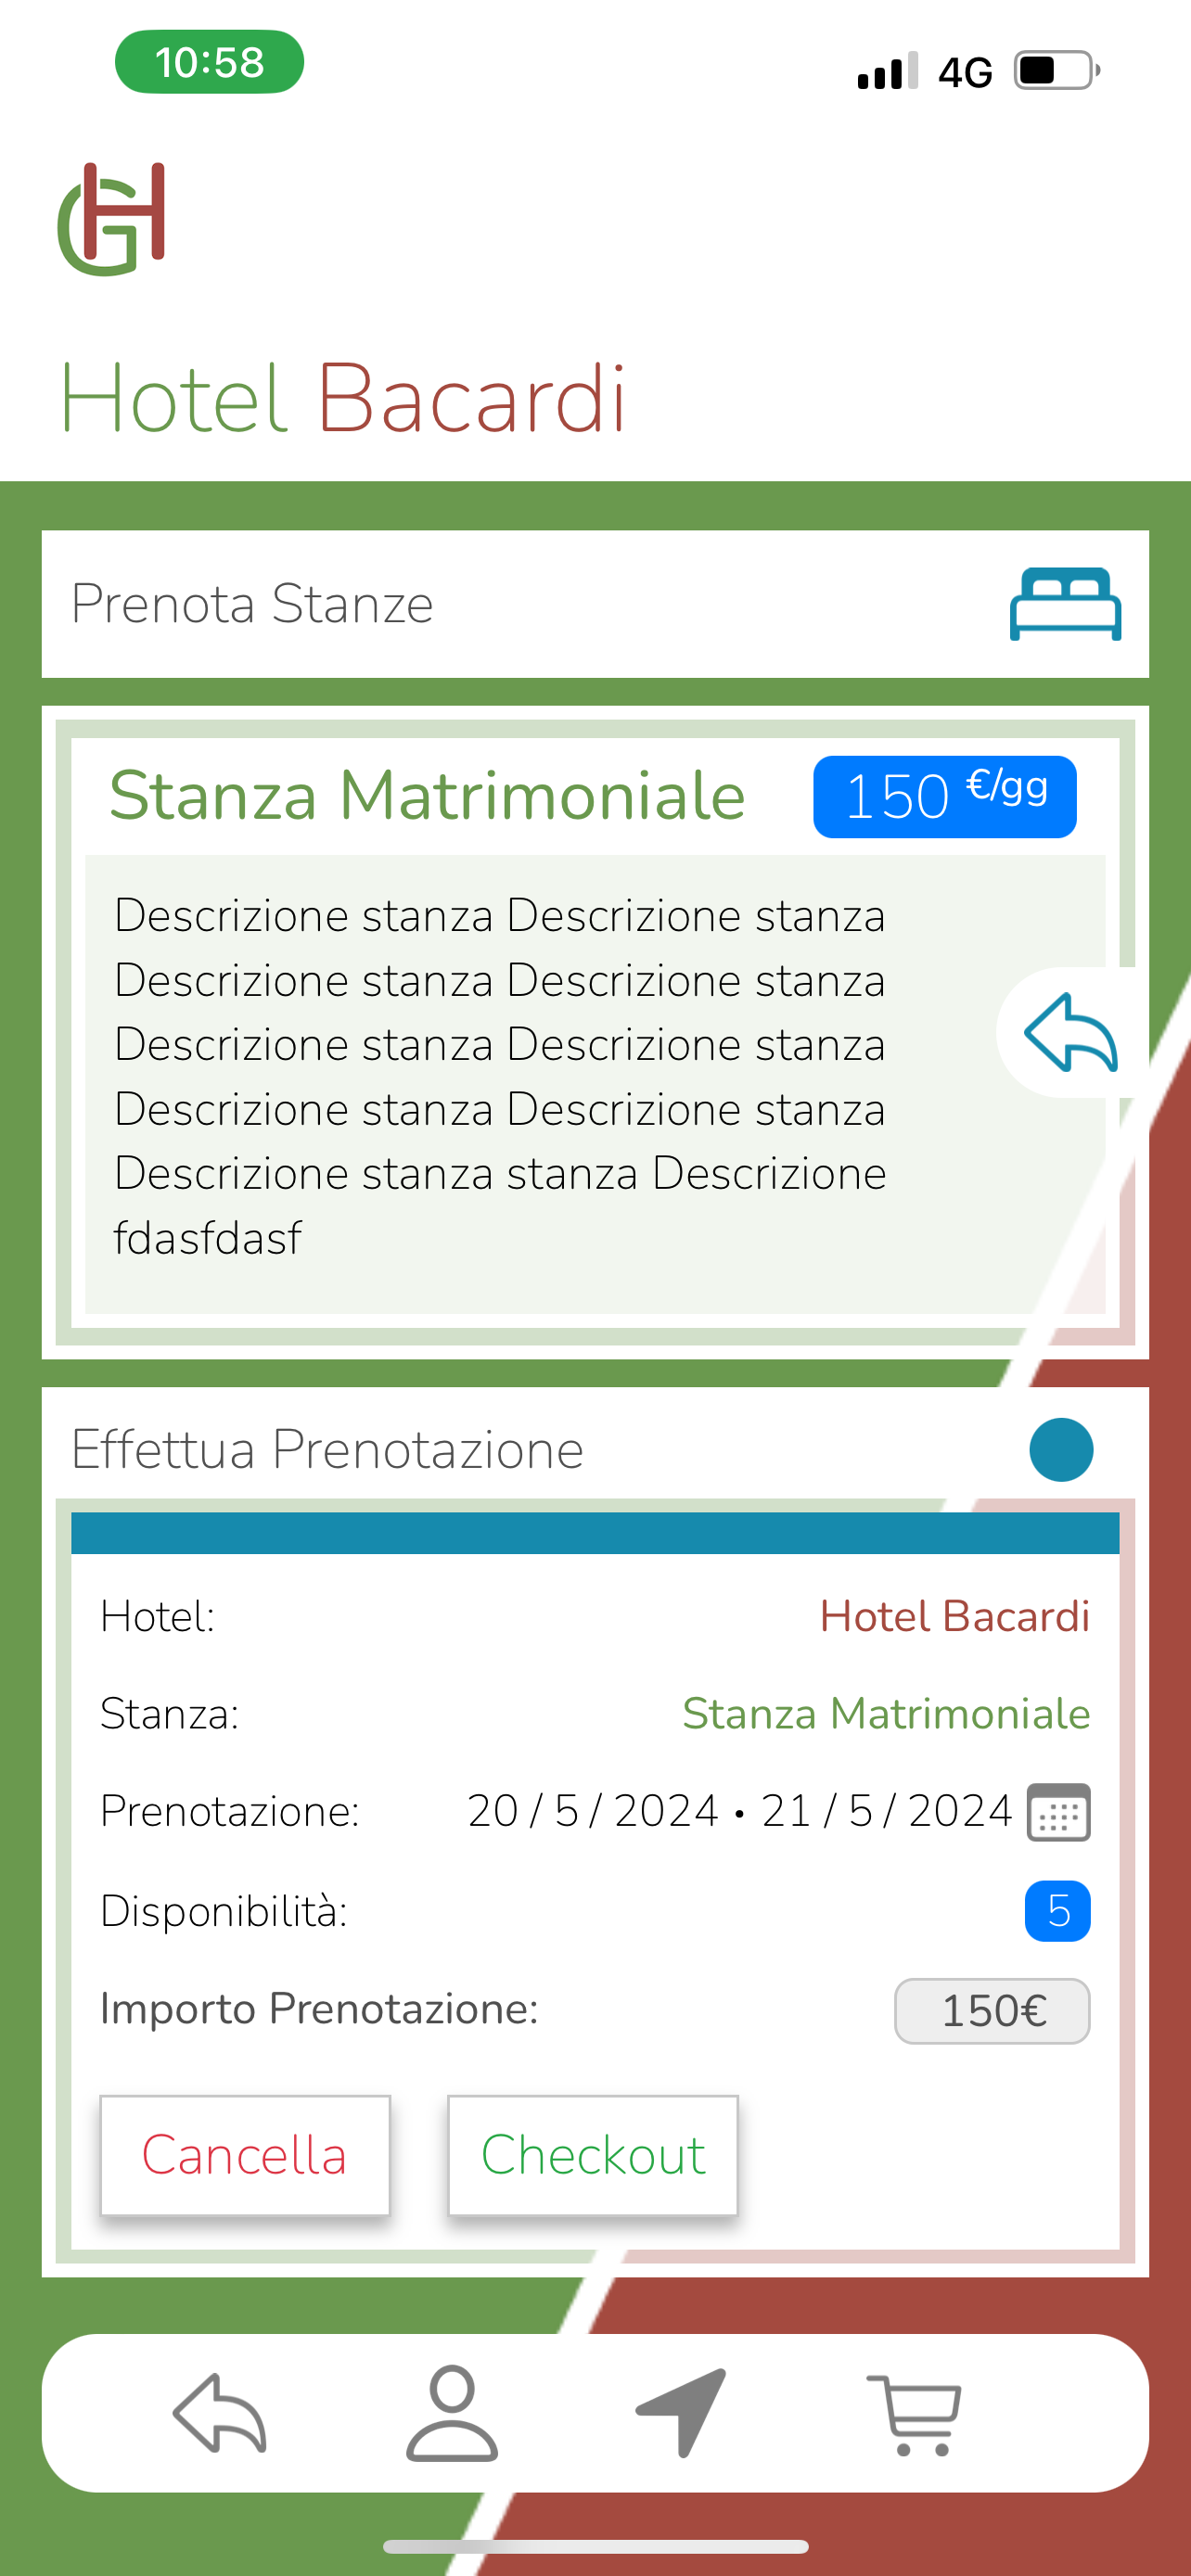 10:58 4G
GH
Hotel Bacardi
Prenota Stanze
Stanza Matrimoniale 150 €/gg
Descrizione stanza Descrizione stanza
Descrizione stanza Descrizione stanza
Descrizione stanza Descrizione stanza
Descrizione stanza Descrizione stanza
Descrizione stanza stanza Descrizione
fdasfdasf
Effettua Prenotazione
Hotel: Hotel Bacardi
Stanza: Stanza Matrimoniale
Prenotazione: 20 / 5 / 2024 • 21 / 5 / 2024
Disponibilità: 5
Importo Prenotazione: 150€
Cancella Checkout